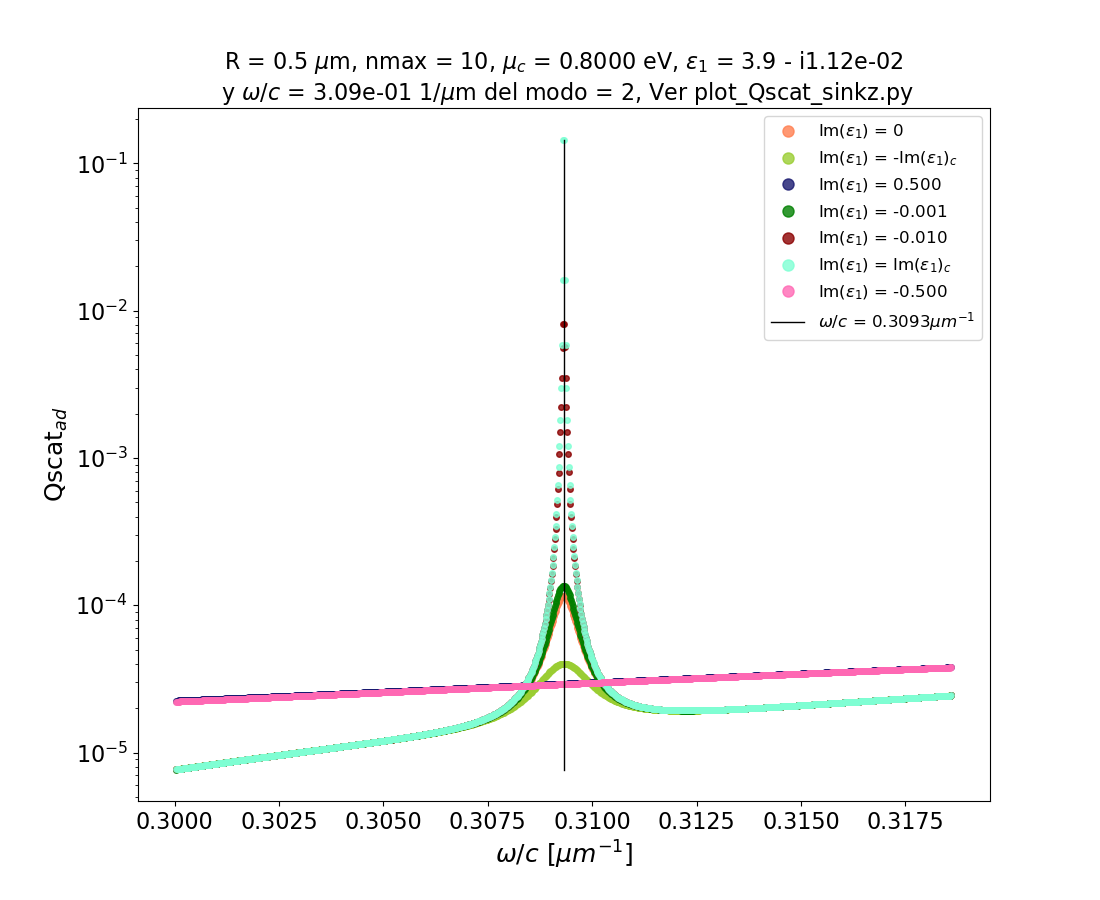 R = 0.5 μm, nmax = 10, μc = 0.8000 eV, ε1 = 3.9 - i1.12e-02
y ω/c = 3.09e-01 1/μm del modo = 2, Ver plot_Qscat_sinkz.py
Im(ε1) = 0
Im(ε1) = -Im(ε1)c
Im(ε1) = 0.500
Im(ε1) = -0.001
Im(ε1) = -0.010
Im(ε1) = Im(ε1)c
Im(ε1) = -0.500
ω/c = 0.3093μm⁻¹
Qscat_ad
10⁻¹
10⁻²
10⁻³
10⁻⁴
10⁻⁵
0.3000 0.3025 0.3050 0.3075 0.3100 0.3125 0.3150 0.3175
ω/c [μm⁻¹]